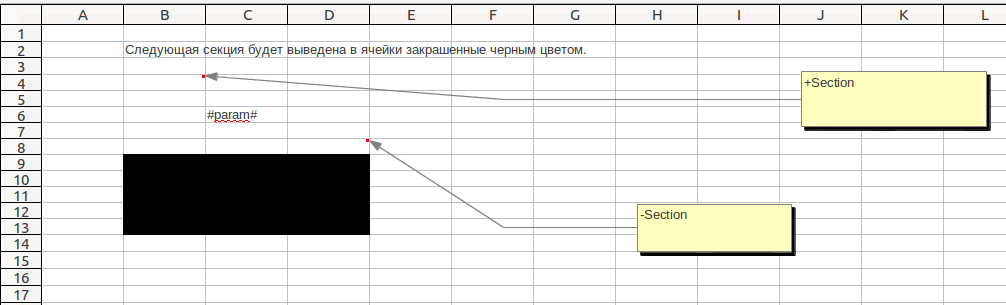 A B C D E F G H I J K L
1
2 Следующая секция будет выведена в ячейки закрашенные черным цветом.
3
4 +Section
5
6 #param#
7
8
9
10
11
12 -Section
13
14
15
16
17